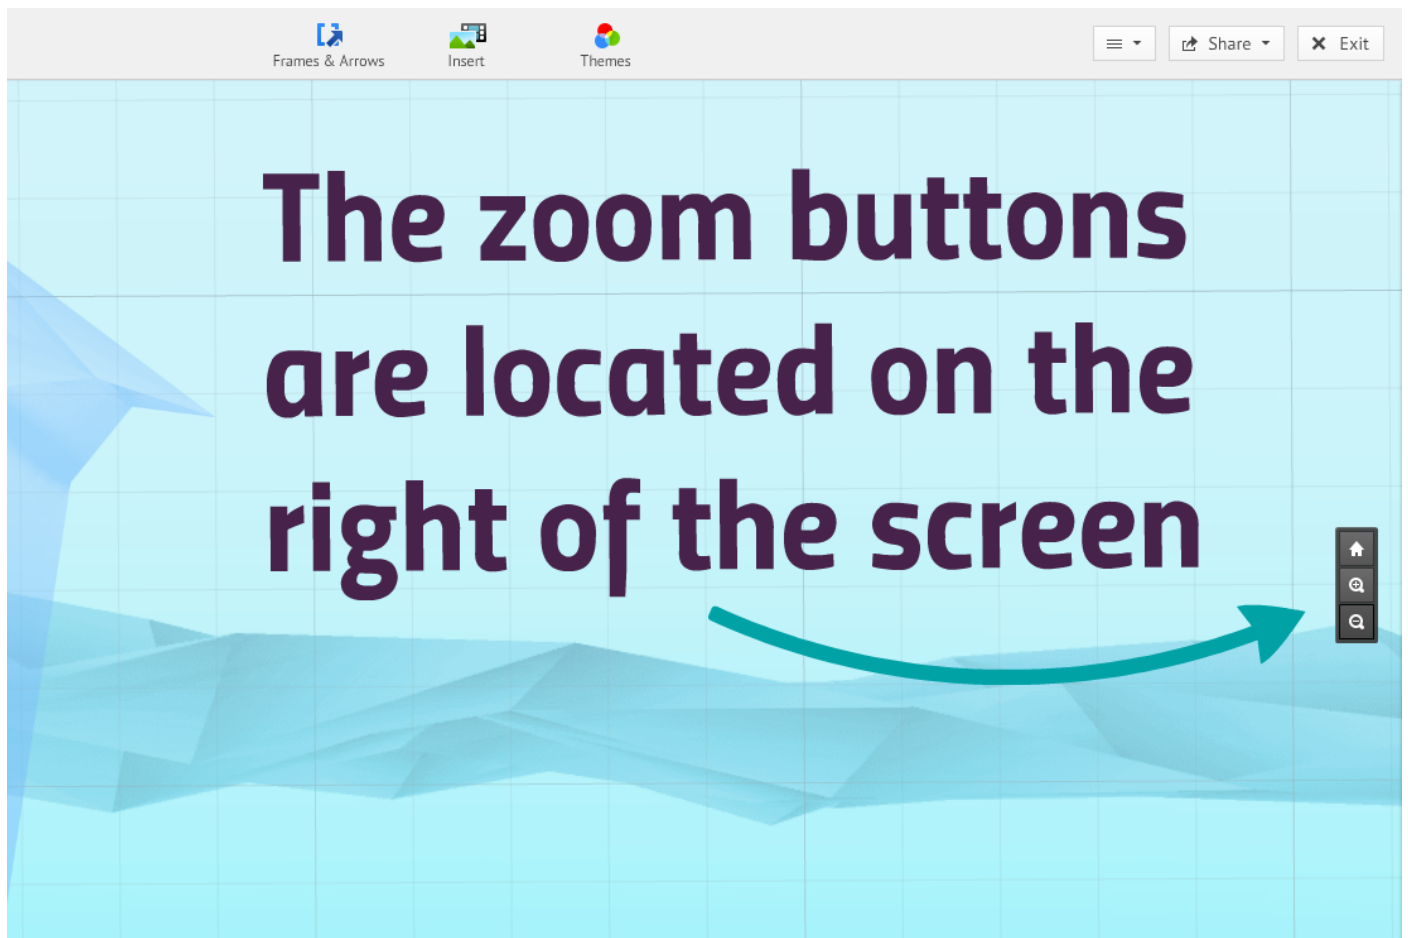 Frames & Arrows
Insert
Themes
Share
Exit
The zoom buttons
are located on the
right of the screen